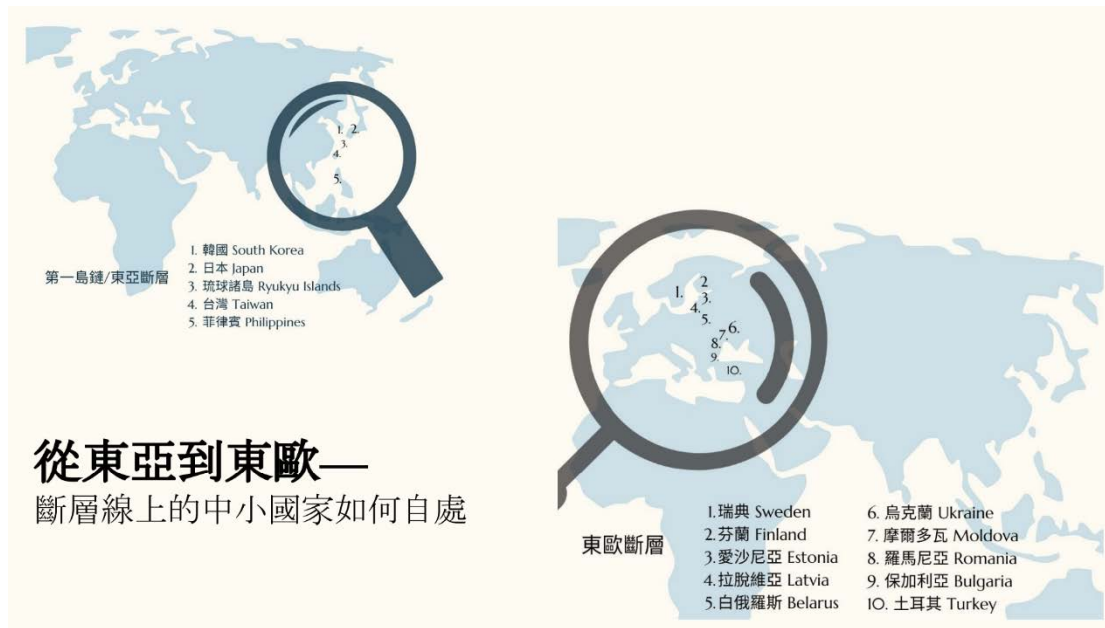 1. 2.
3.
4.
5.
第一島鏈/東亞斷層
1. 韓國 South Korea
2. 日本 Japan
3. 琉球諸島 Ryukyu Islands
4. 台灣 Taiwan
5. 菲律賓 Philippines
從東亞到東歐—
斷層線上的中小國家如何自處
1. 2
3.
4.
5.
6.
7.
8.
9.
10.
東歐斷層
1.瑞典 Sweden
2.芬蘭 Finland
3.愛沙尼亞 Estonia
4.拉脫維亞 Latvia
5.白俄羅斯 Belarus
6. 烏克蘭 Ukraine
7. 摩爾多瓦 Moldova
8. 羅馬尼亞 Romania
9. 保加利亞 Bulgaria
10. 土耳其 Turkey